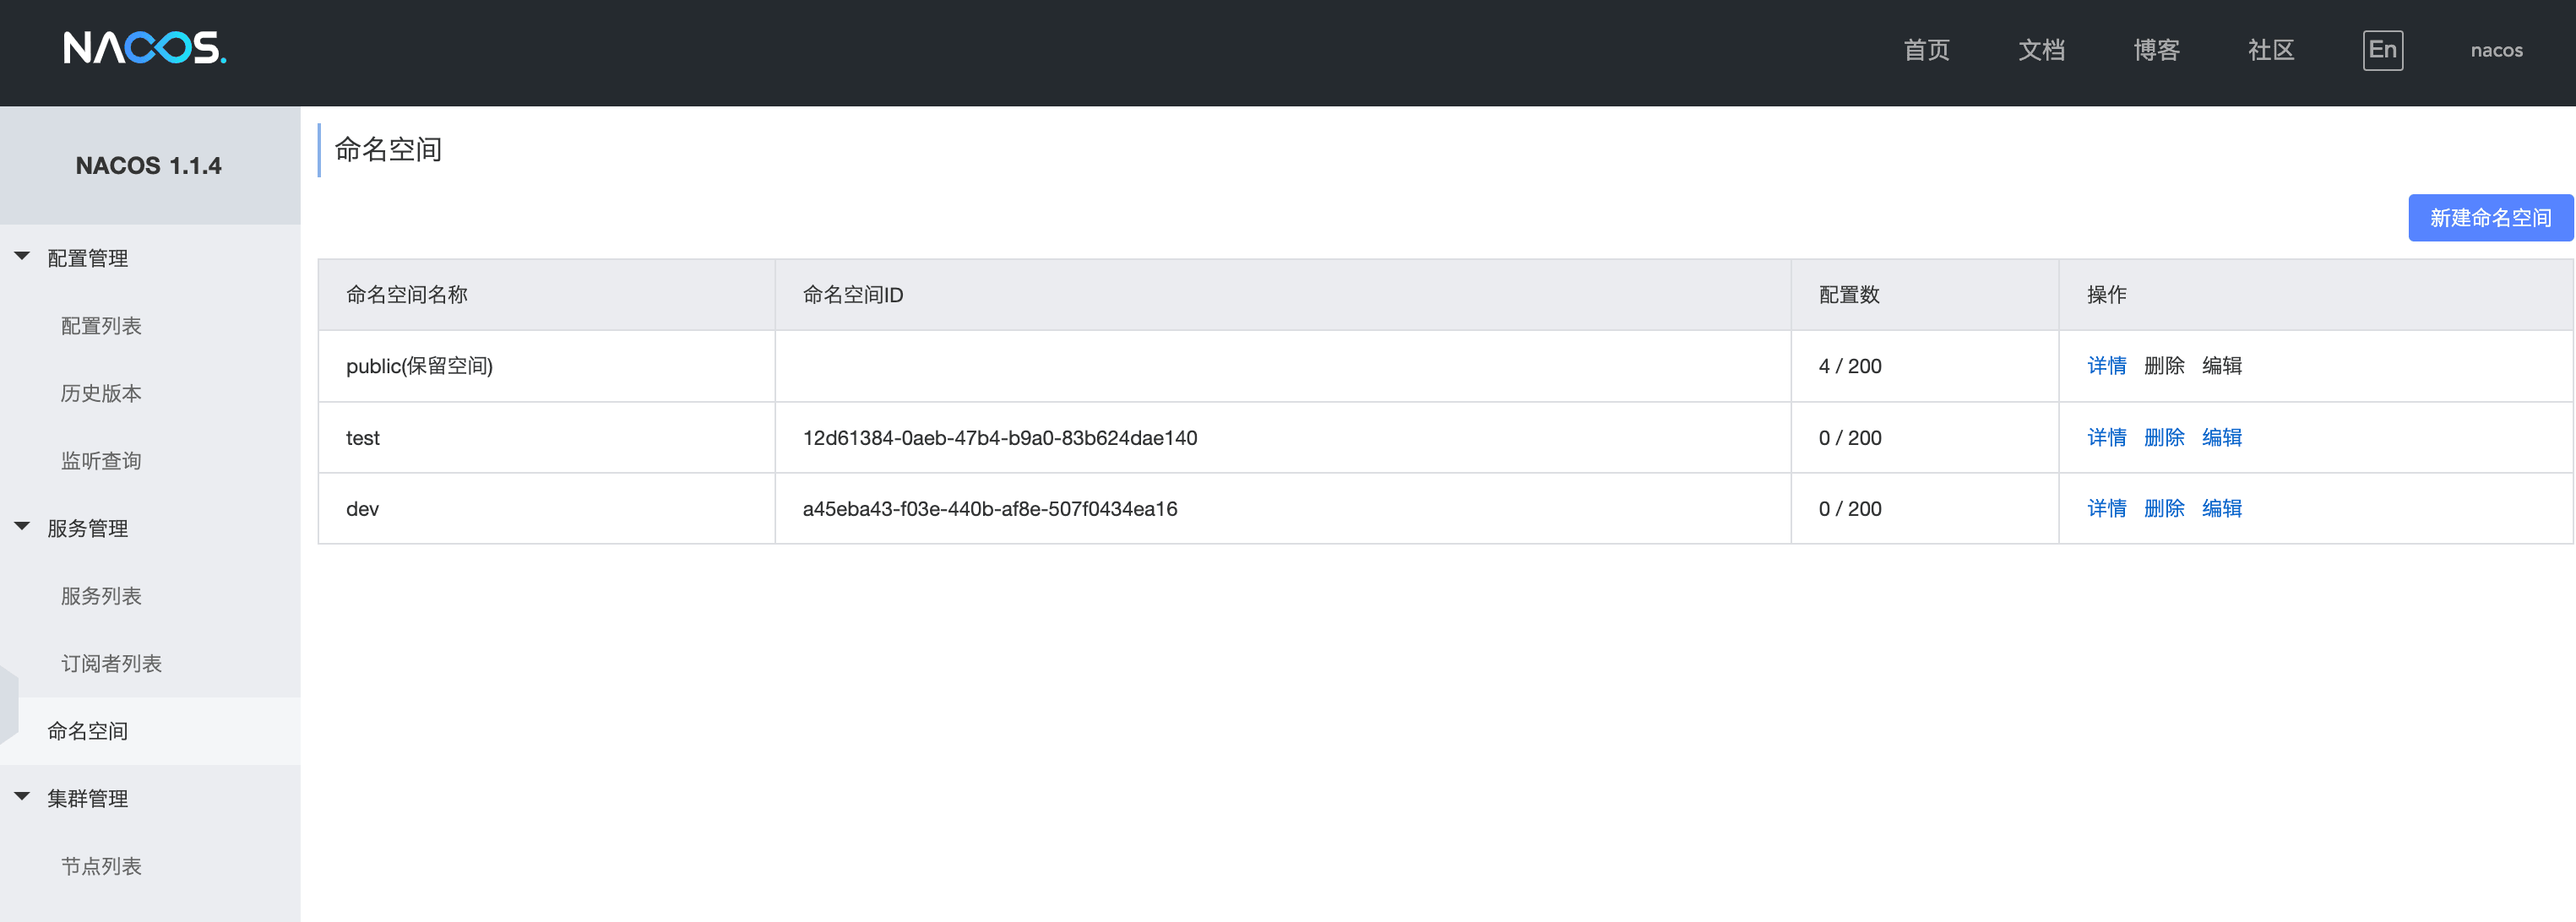 NACOS.
首页 文档 博客 社区 En nacos
NACOS 1.1.4
配置管理
配置列表
历史版本
监听查询
服务管理
服务列表
订阅者列表
命名空间
集群管理
节点列表
命名空间
新建命名空间
命名空间名称 命名空间ID 配置数 操作
public(保留空间) 4 / 200 详情 删除 编辑
test 12d61384-0aeb-47b4-b9a0-83b624dae140 0 / 200 详情 删除 编辑
dev a45eba43-f03e-440b-af8e-507f0434ea16 0 / 200 详情 删除 编辑